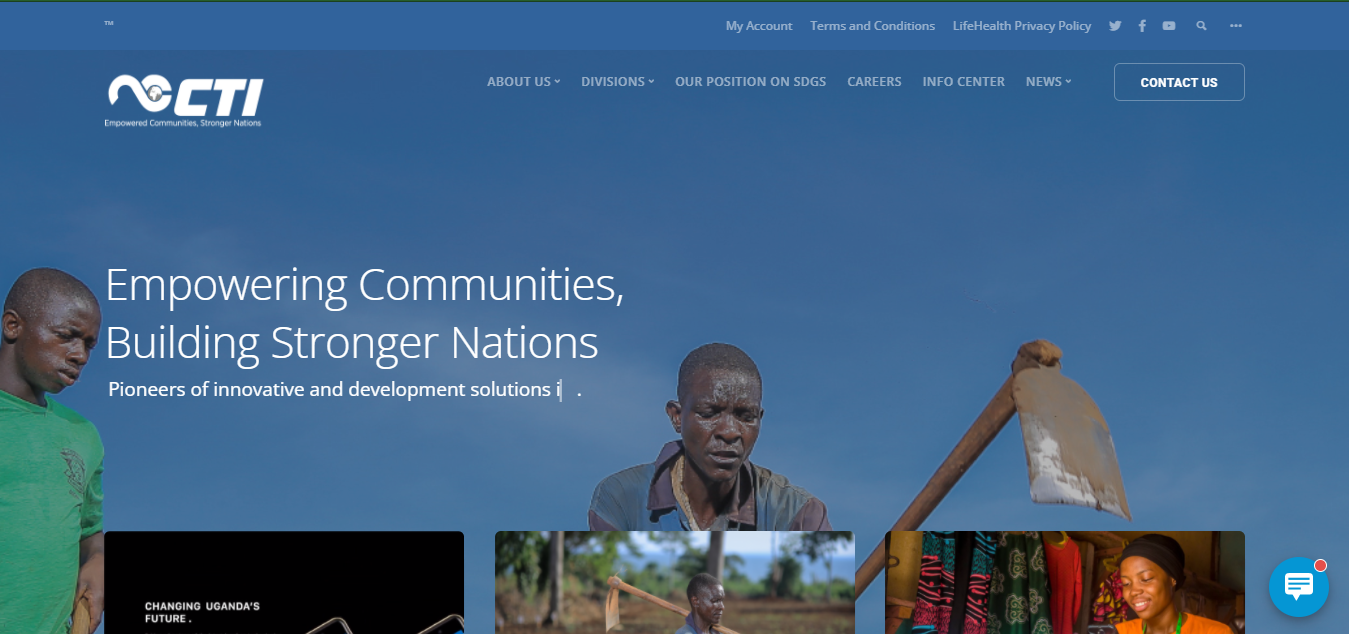 ™
My Account Terms and Conditions LifeHealth Privacy Policy
CTI
Empowered Communities, Stronger Nations
ABOUT US DIVISIONS OUR POSITION ON SDGS CAREERS INFO CENTER NEWS CONTACT US
Empowering Communities,
Building Stronger Nations
Pioneers of innovative and development solutions i .
CHANGING UGANDA'S
FUTURE .